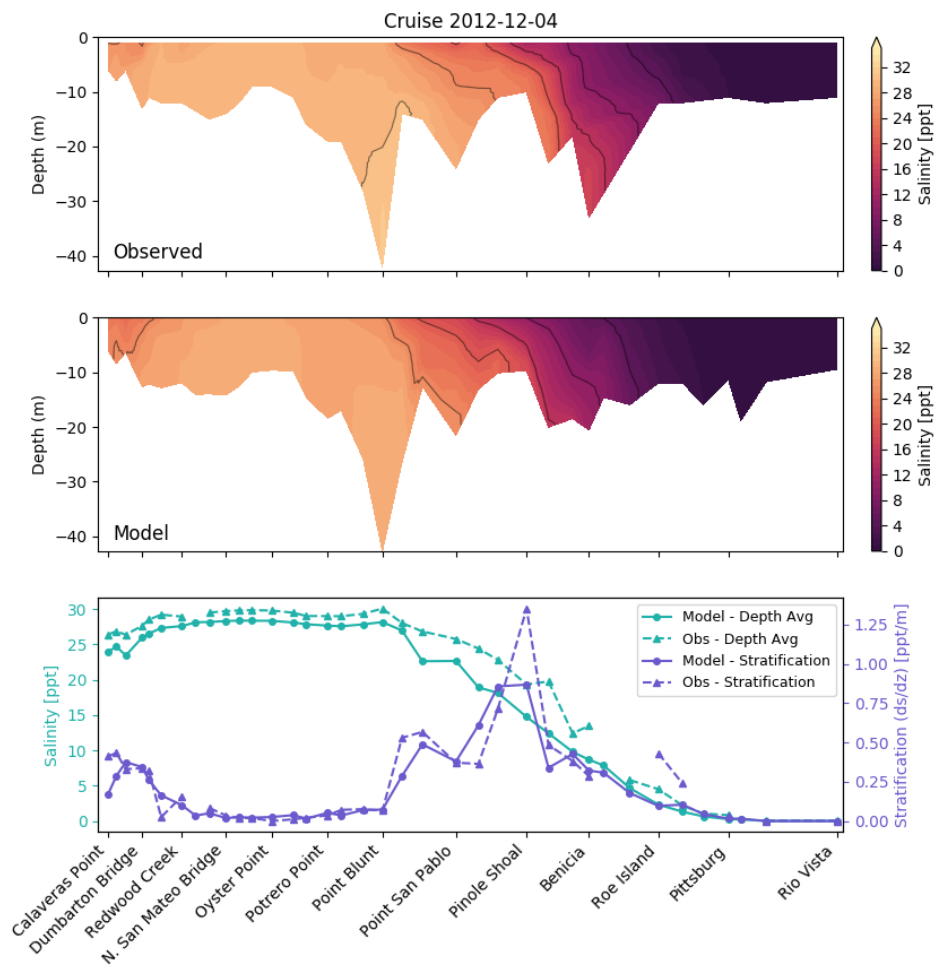 Cruise 2012-12-04
0
−10
−20
−30
−40
Depth (m)
Observed
32
28
24
20
16
12
8
4
0
Salinity [ppt]
0
−10
−20
−30
−40
Depth (m)
Model
32
28
24
20
16
12
8
4
0
Salinity [ppt]
30
25
20
15
10
5
0
Salinity [ppt]
Model - Depth Avg
Obs - Depth Avg
Model - Stratification
Obs - Stratification
1.25
1.00
0.75
0.50
0.25
0.00
Stratification (ds/dz) [ppt/m]
Calaveras Point
Dumbarton Bridge
Redwood Creek
N. San Mateo Bridge
Oyster Point
Potrero Point
Point Blunt
Point San Pablo
Pinole Shoal
Benicia
Roe Island
Pittsburg
Rio Vista